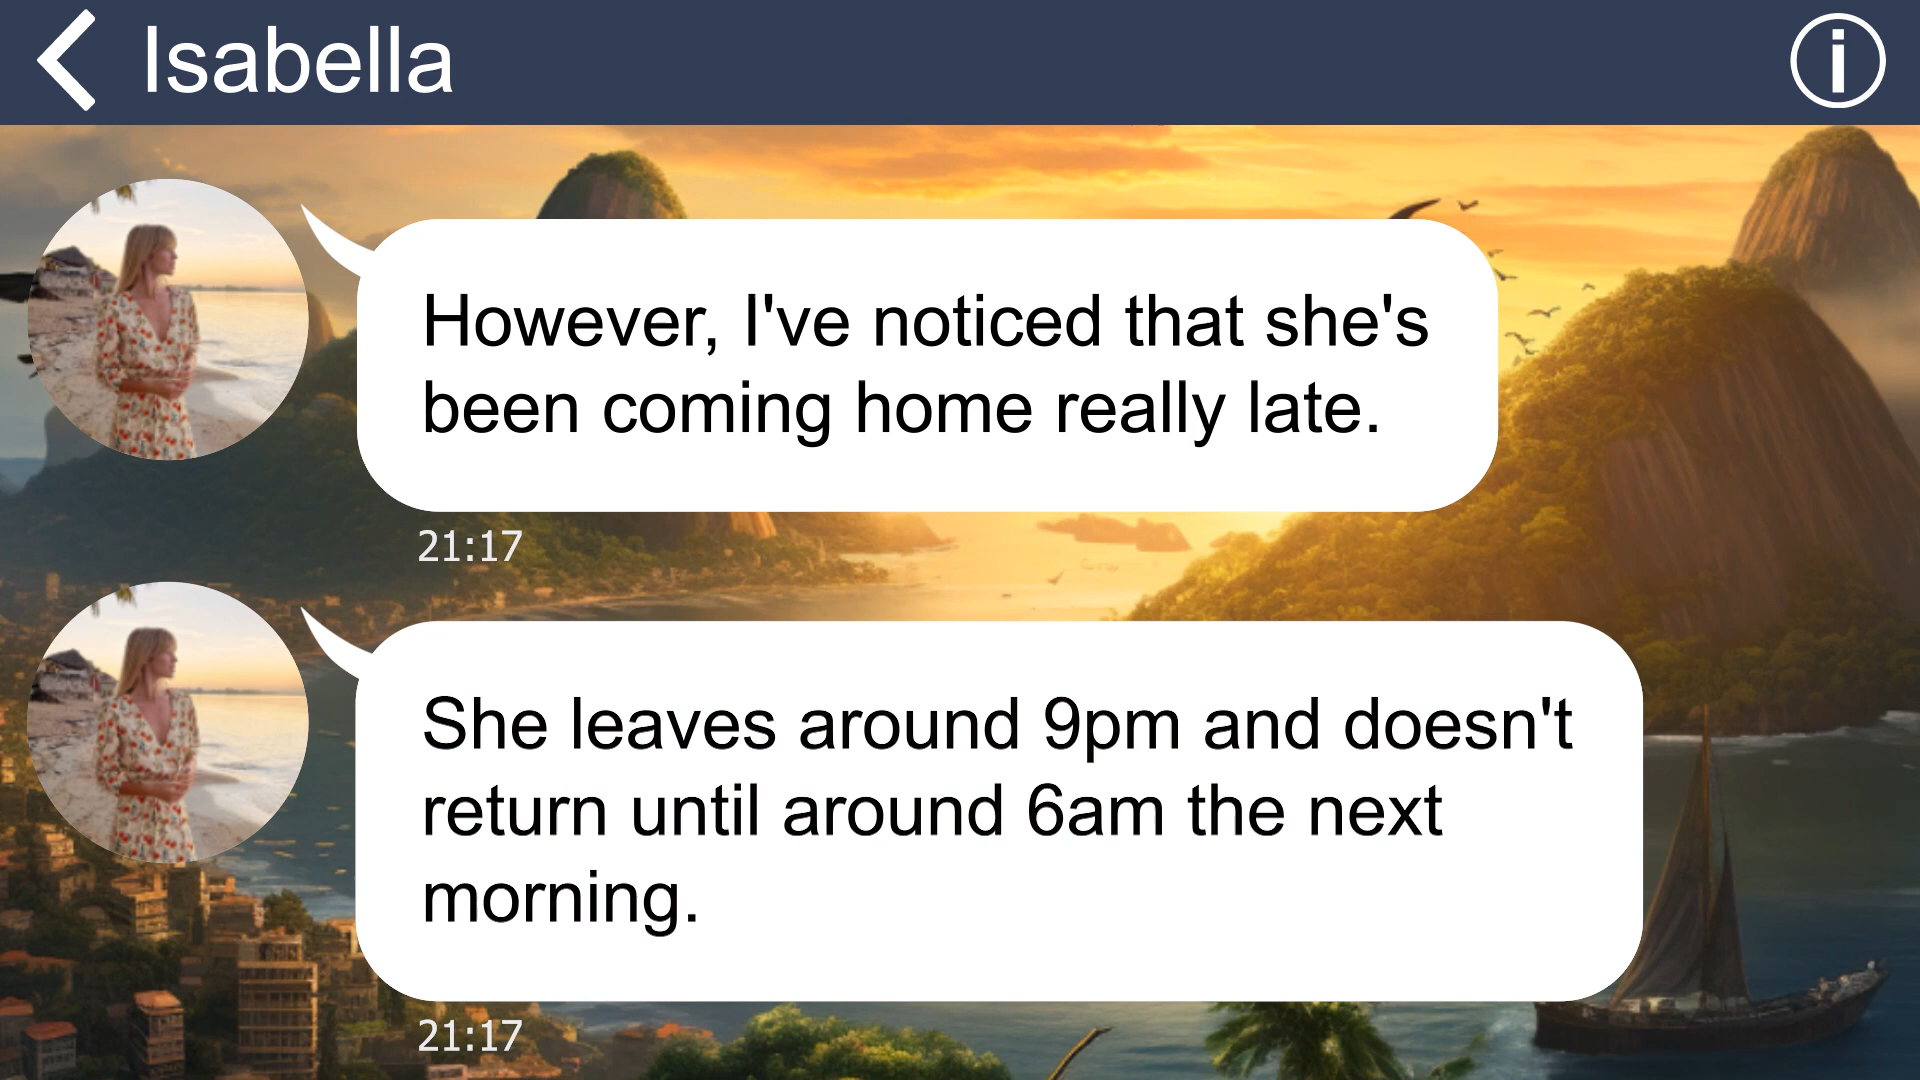 Isabella
However, I've noticed that she's
been coming home really late.
21:17
She leaves around 9pm and doesn't
return until around 6am the next
morning.
21:17